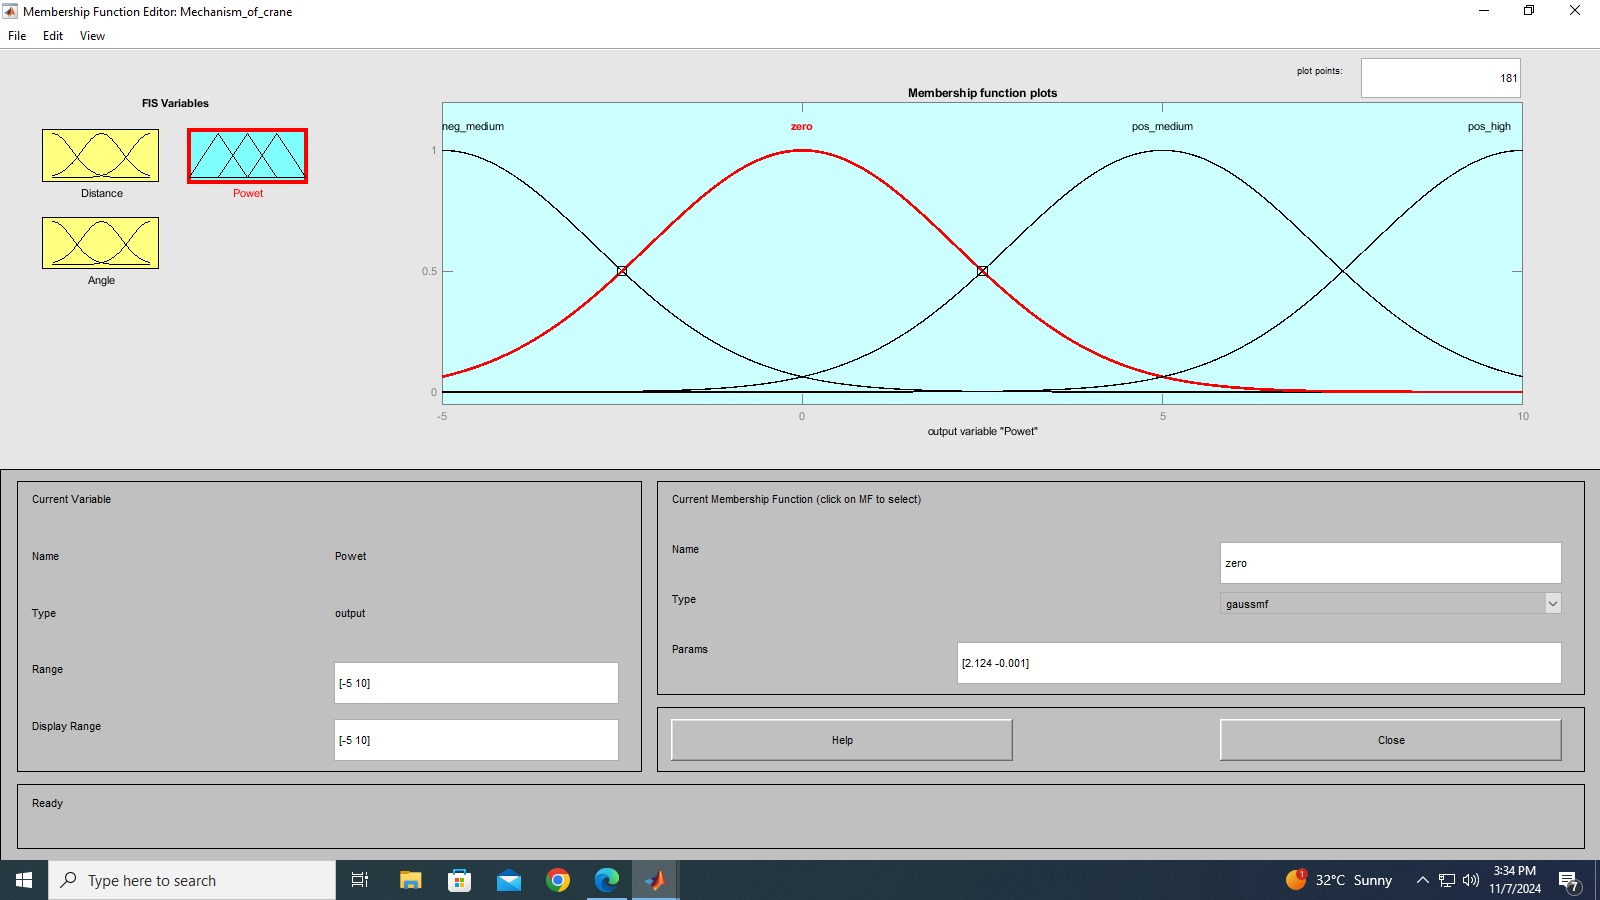 Membership Function Editor: Mechanism_of_crane
File Edit View
plot points: 181
FIS Variables
Distance
Powet
Angle
Membership function plots
neg_medium zero pos_medium pos_high
1
0.5
0
-5 0 5 10
output variable "Powet"
Current Variable
Name Powet
Type output
Range [-5 10]
Display Range [-5 10]
Current Membership Function (click on MF to select)
Name zero
Type gaussmf
Params [2.124 -0.001]
Help Close
Ready
Type here to search
1
32°C Sunny
3:34 PM
11/7/2024
7